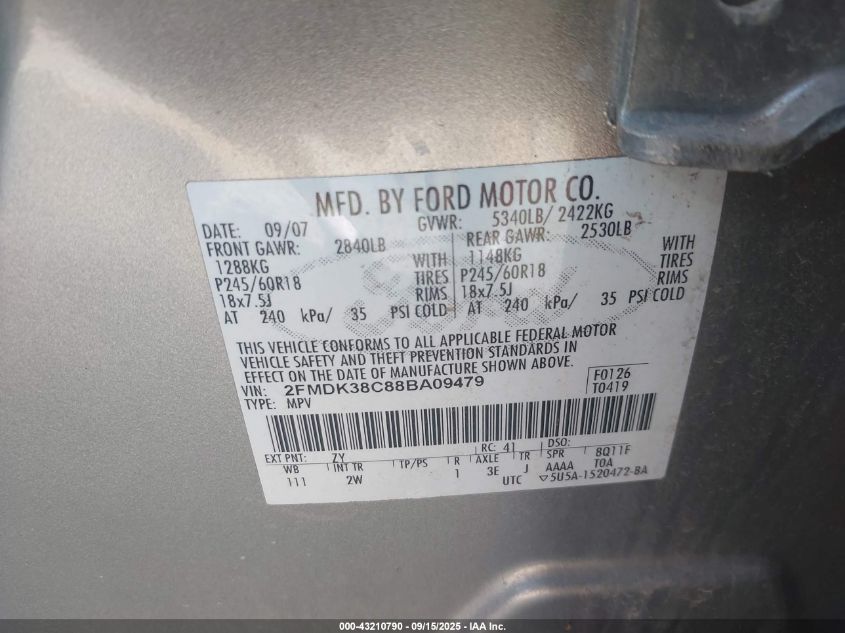 MFD. BY FORD MOTOR CO.
DATE: 09/07 GVWR: 5340LB/ 2422KG
FRONT GAWR: 2840LB REAR GAWR: 2530LB
1288KG WITH 1148KG WITH
P245/60R18 TIRES P245/60R18 TIRES
18x7.5J RIMS 18x7.5J RIMS
AT 240 kPa/ 35 PSI COLD AT 240 kPa/ 35 PSI COLD
THIS VEHICLE CONFORMS TO ALL APPLICABLE FEDERAL MOTOR
VEHICLE SAFETY AND THEFT PREVENTION STANDARDS IN
EFFECT ON THE DATE OF MANUFACTURE SHOWN ABOVE.
VIN: 2FMDK38C88BA09479 F0126
TYPE: MPV T0419
EXT PNT: ZY RC: 41 DSO:
WB INT TR TP/PS R AXLE TR SPR 8Q11F
111 2W 1 3E J AAAA T0A
UTC ▽5U5A-1520472-BA
000-43210790 - 09/15/2025 - IAA Inc.